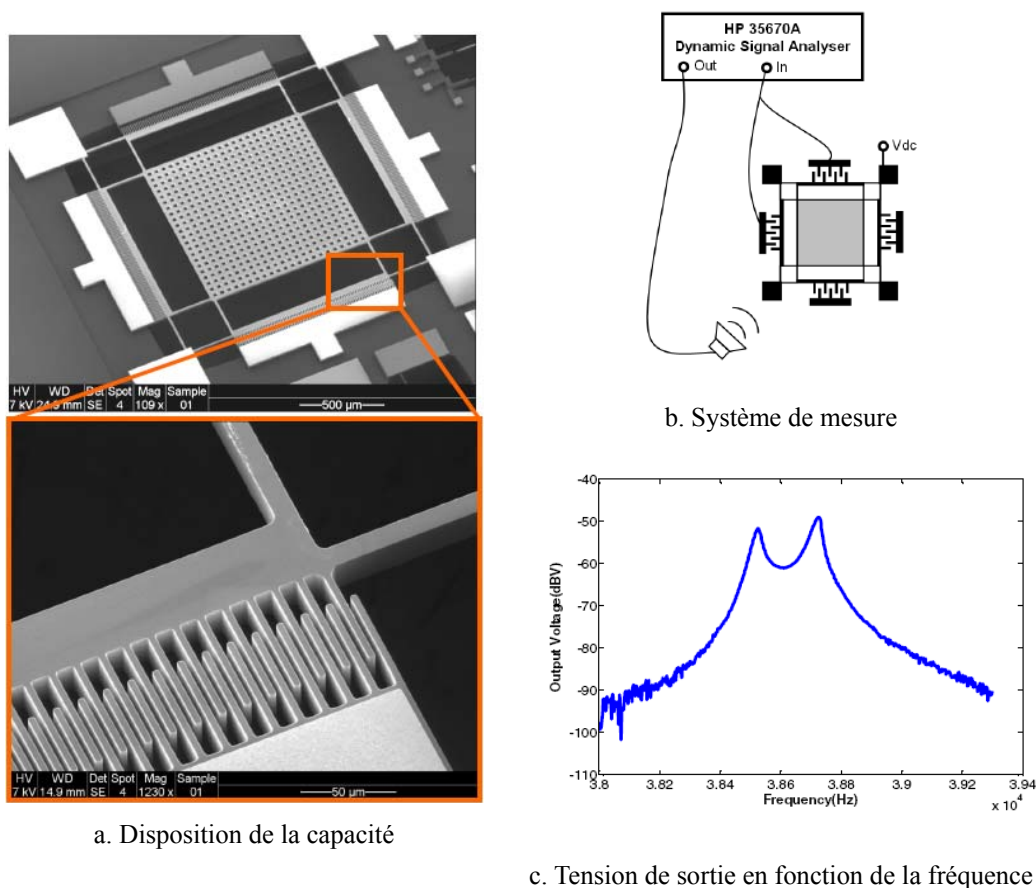 HV WD Det Spot Mag Sample
7 kV 24.9 mm SE 4 109 x 01 500 µm
HV WD Det Spot Mag Sample
7 kV 14.9 mm SE 4 1230 x 01 50 µm
a. Disposition de la capacité
HP 35670A
Dynamic Signal Analyser
Out In
Vdc
b. Système de mesure
-40
-50
-60
-70
-80
-90
-100
-110
Output Voltage(dBV)
3.8 3.82 3.84 3.86 3.88 3.9 3.92 3.94
Frequency(Hz)
x 10⁴
c. Tension de sortie en fonction de la fréquence